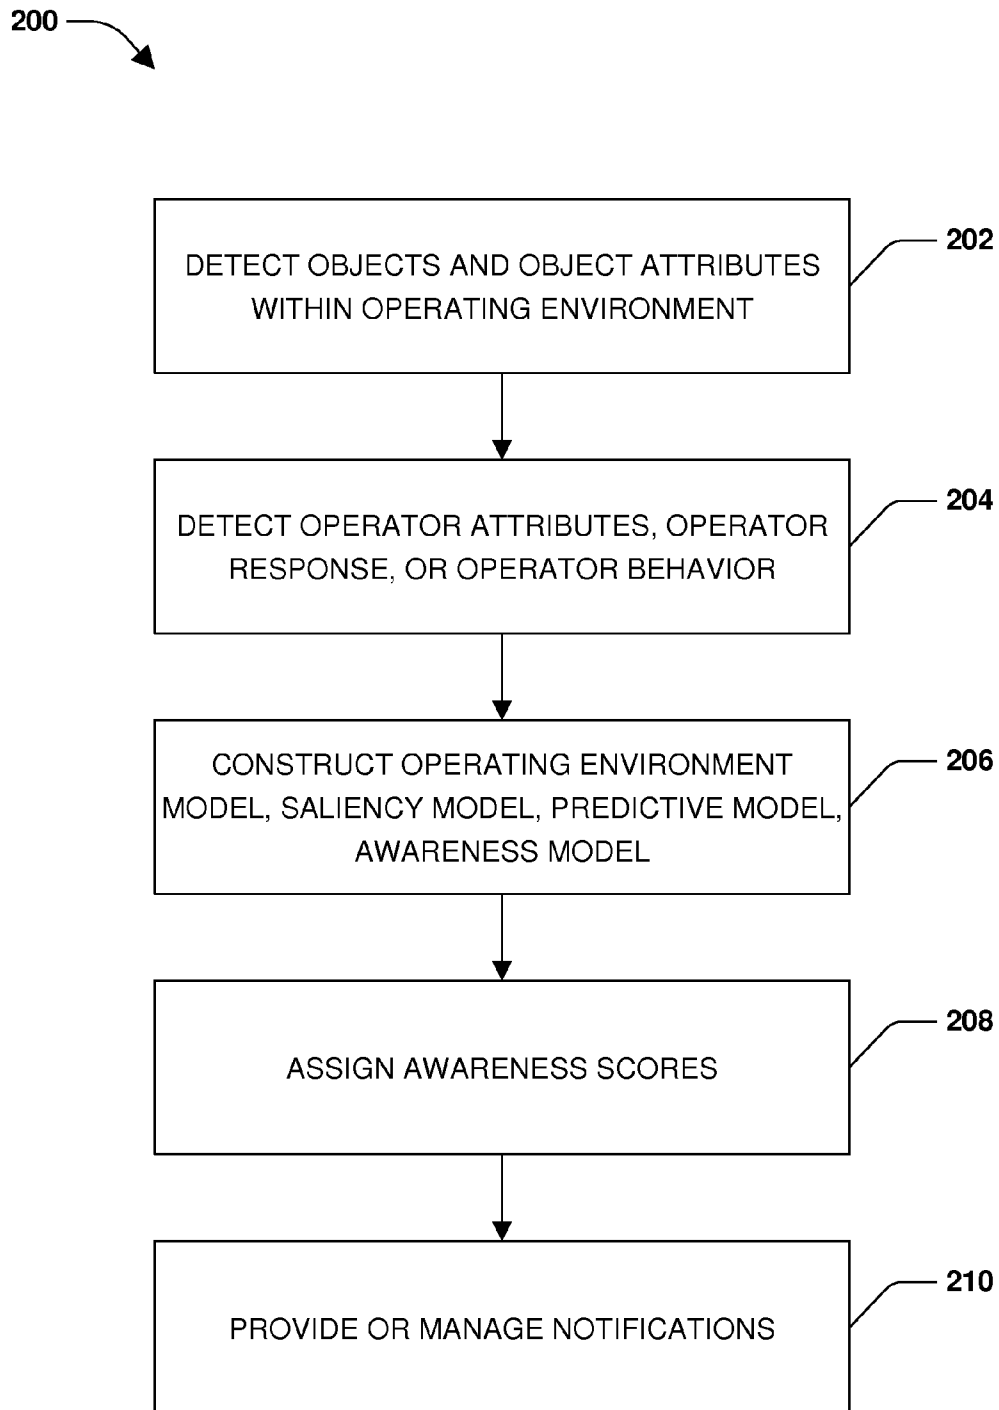 200
202
DETECT OBJECTS AND OBJECT ATTRIBUTES
WITHIN OPERATING ENVIRONMENT
204
DETECT OPERATOR ATTRIBUTES, OPERATOR
RESPONSE, OR OPERATOR BEHAVIOR
206
CONSTRUCT OPERATING ENVIRONMENT
MODEL, SALIENCY MODEL, PREDICTIVE MODEL,
AWARENESS MODEL
208
ASSIGN AWARENESS SCORES
210
PROVIDE OR MANAGE NOTIFICATIONS